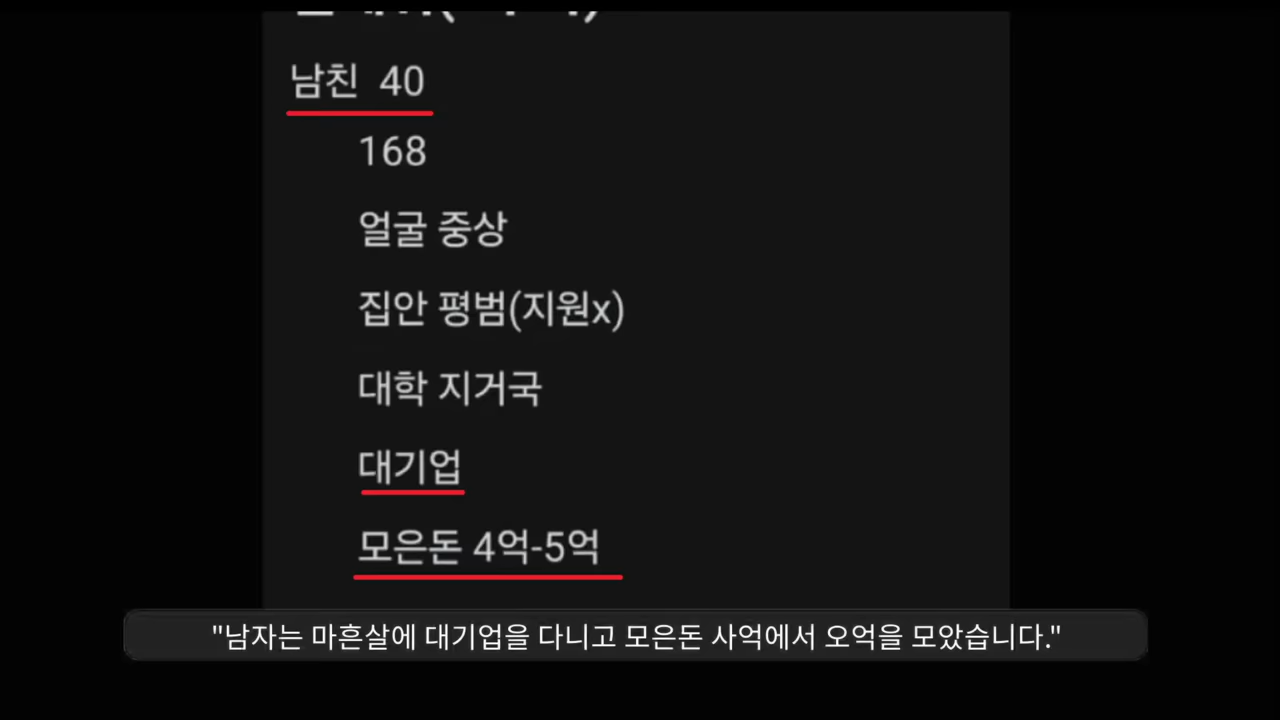 남친 40
168
얼굴 중상
집안 평범(지원x)
대학 지거국
대기업
모은돈 4억-5억
"남자는 마흔살에 대기업을 다니고 모은돈 사억에서 오억을 모았습니다."